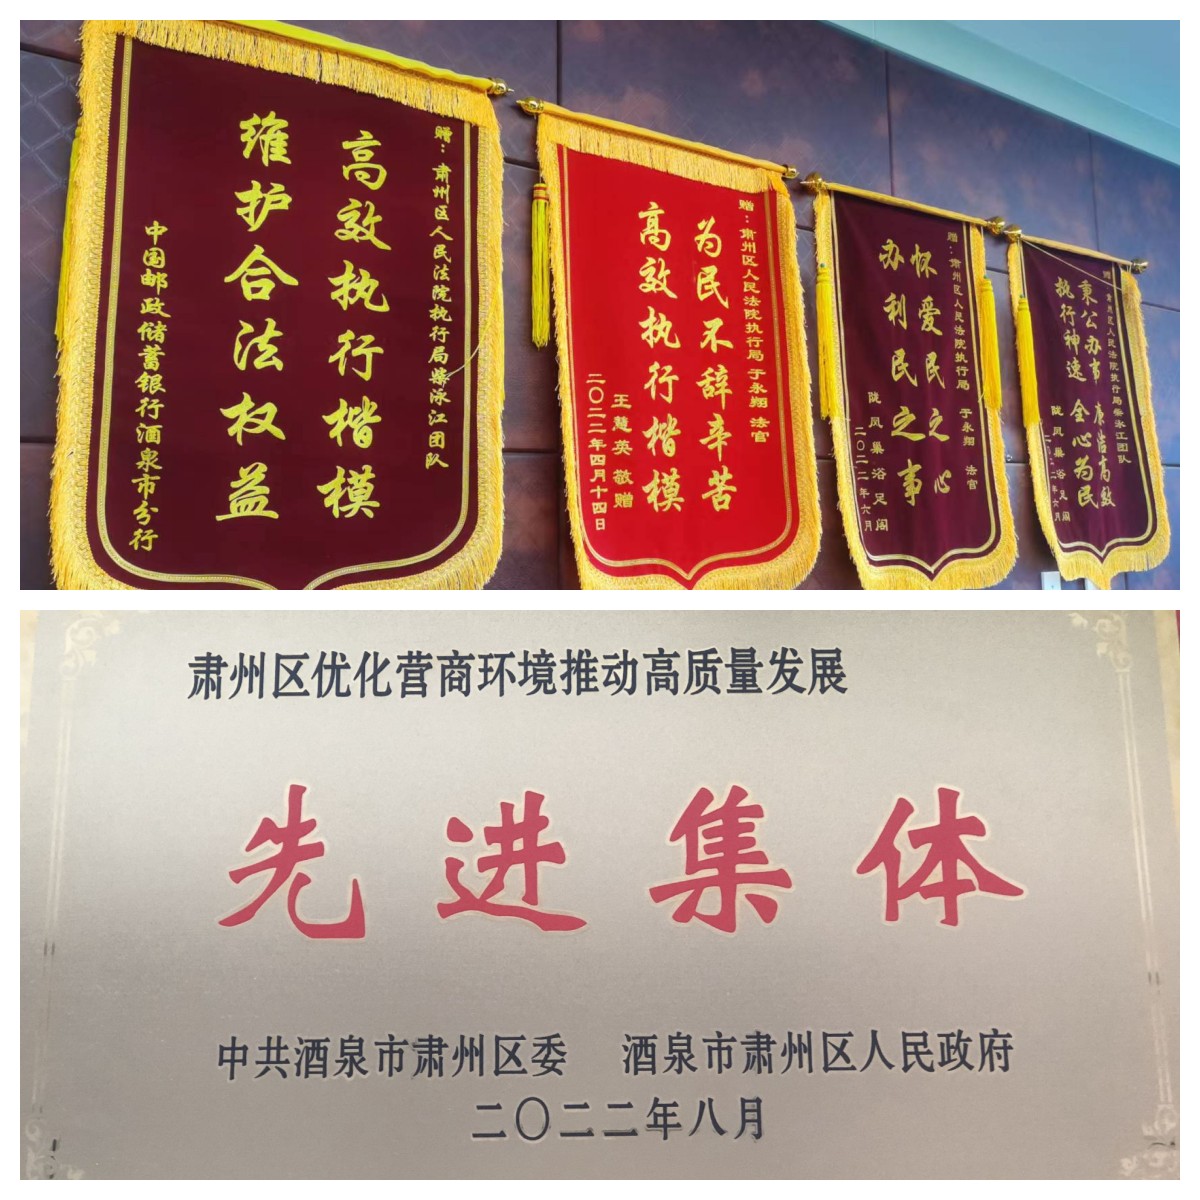 赠：肃州区人民法院执行局柴泳江团队
高效执行楷模
维护合法权益
中国邮政储蓄银行酒泉市分行
赠：肃州区人民法院执行局 于永翔 法官
为民不辞辛苦
高效执行楷模
王慧英 敬赠
二〇二二年四月十四日
赠：肃州区人民法院执行局 于永翔 法官
怀爱民之心
办利民之事
陇凤巢浴足阁
二〇二二年六月
赠：肃州区人民法院执行局柴泳江团队
秉公办事 廉洁高效
执行神速 全心为民
陇凤巢浴足阁
肃州区优化营商环境推动高质量发展
先进集体
中共酒泉市肃州区委 酒泉市肃州区人民政府
二〇二二年八月